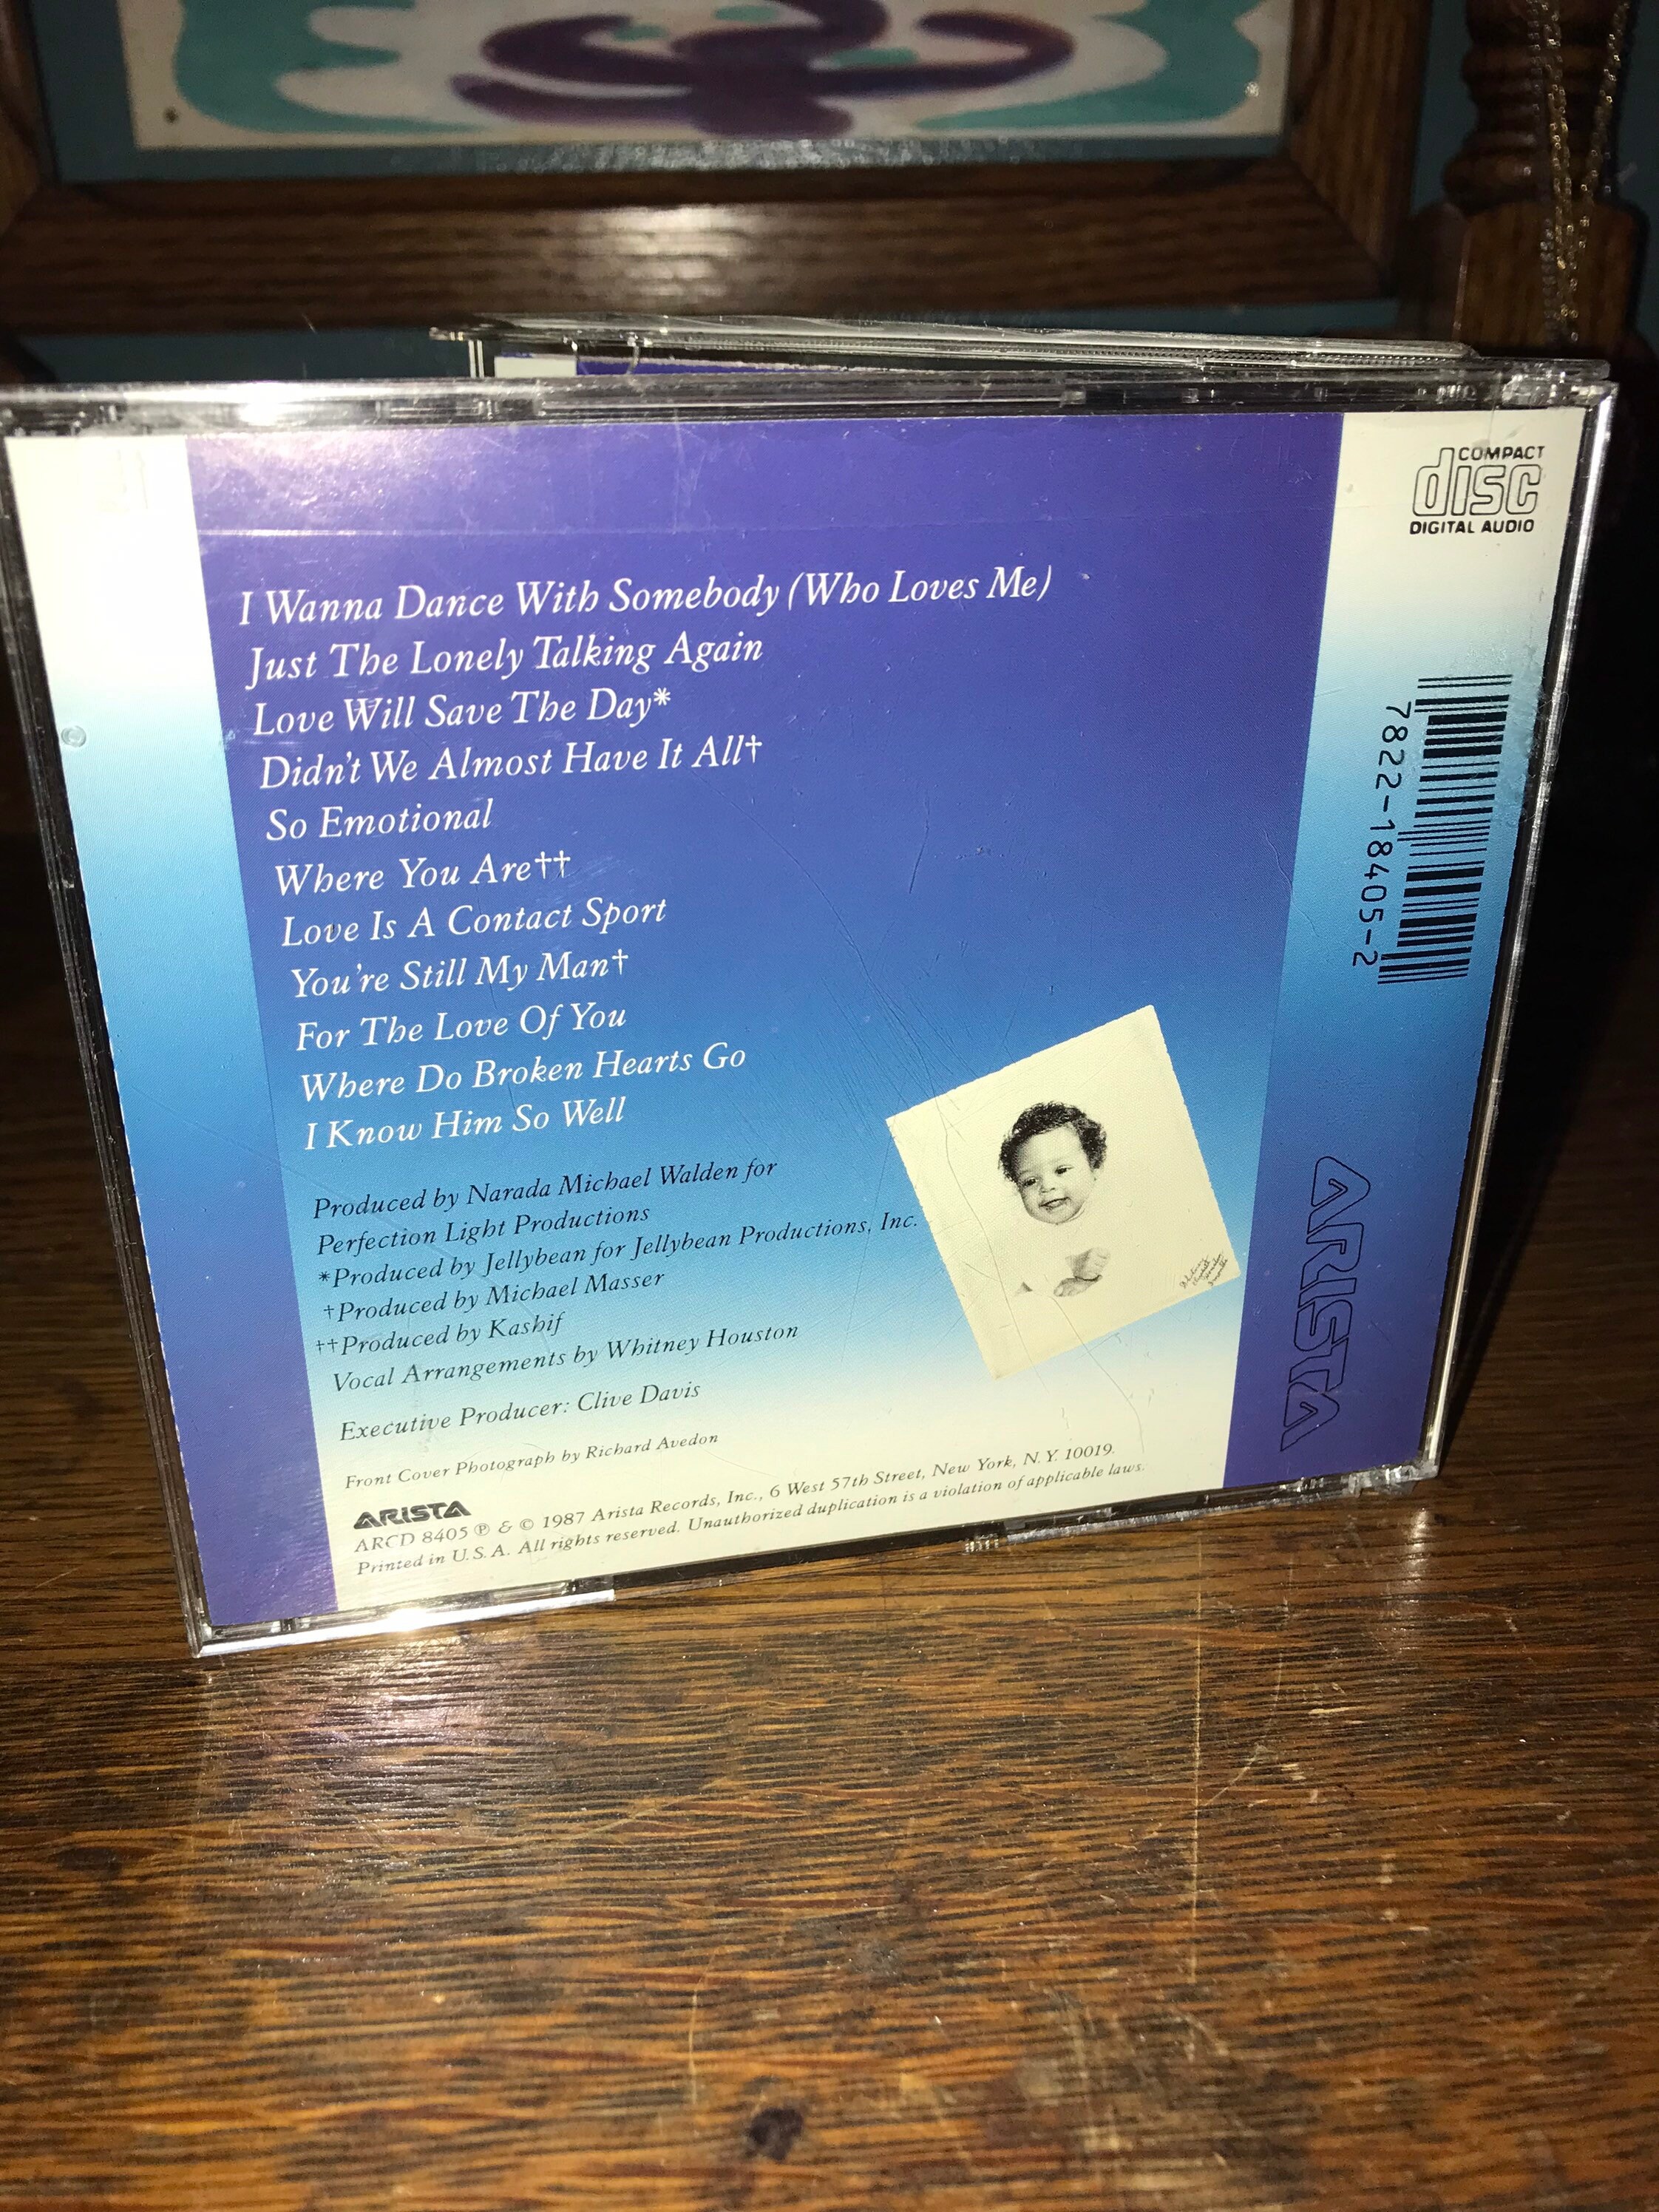 COMPACT
disc
DIGITAL AUDIO
I Wanna Dance With Somebody (Who Loves Me)
Just The Lonely Talking Again
Love Will Save The Day*
Didn't We Almost Have It All†
So Emotional
Where You Are††
Love Is A Contact Sport
You're Still My Man†
For The Love Of You
Where Do Broken Hearts Go
I Know Him So Well
Produced by Narada Michael Walden for
Perfection Light Productions
*Produced by Jellybean for Jellybean Productions, Inc.
†Produced by Michael Masser
††Produced by Kashif
Vocal Arrangements by Whitney Houston
Executive Producer: Clive Davis
Front Cover Photograph by Richard Avedon
ARISTA
ARCD 8405 ℗ & © 1987 Arista Records, Inc., 6 West 57th Street, New York, N.Y. 10019.
Printed in U.S.A. All rights reserved. Unauthorized duplication is a violation of applicable laws.
7822-18405-2
ARISTA